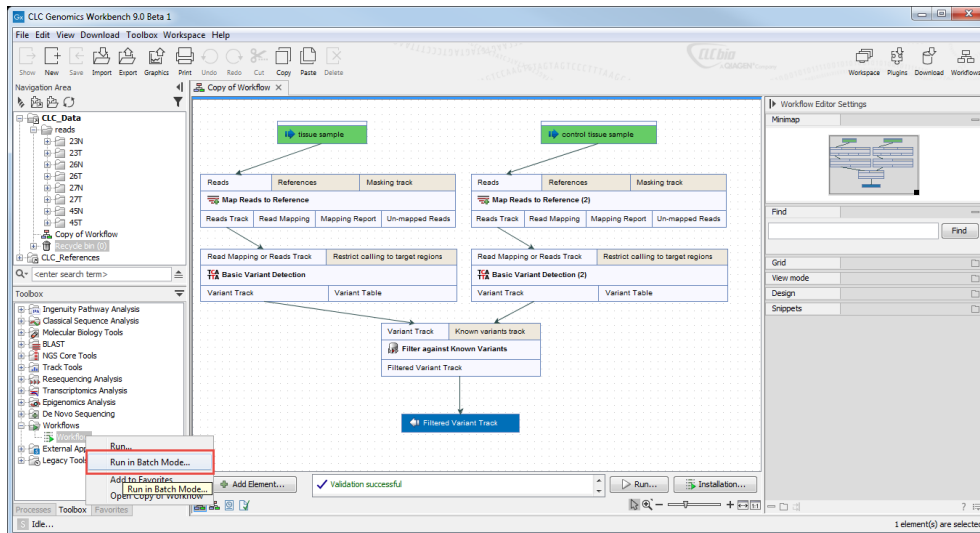 CLC Genomics Workbench 9.0 Beta 1
File Edit View Download Toolbox Workspace Help
Show New Save Import Export Graphics Print Undo Redo Cut Copy Paste Delete
CLCbio
QIAGEN
Workspace Plugins Download Workflows
Navigation Area
Copy of Workflow
CLC_Data
reads
23N
23T
26N
26T
27N
27T
45N
45T
Copy of Workflow
Recycle bin (0)
CLC_References
<enter search term>
Toolbox
Ingenuity Pathway Analysis
Classical Sequence Analysis
Molecular Biology Tools
BLAST
NGS Core Tools
Track Tools
Resequencing Analysis
Transcriptomics Analysis
Epigenomics Analysis
De Novo Sequencing
Workflows
External
Legacy
Run...
Run in Batch Mode...
Add to Favorites
Run in Batch Mode...
Open Copy of Workflow
Processes Toolbox Favorites
Idle...
tissue sample
control tissue sample
Reads References Masking track
Map Reads to Reference
Reads Track Read Mapping Mapping Report Un-mapped Reads
Reads References Masking track
Map Reads to Reference (2)
Reads Track Read Mapping Mapping Report Un-mapped Reads
Read Mapping or Reads Track Restrict calling to target regions
Basic Variant Detection
Variant Track Variant Table
Read Mapping or Reads Track Restrict calling to target regions
Basic Variant Detection (2)
Variant Track Variant Table
Variant Track Known variants track
Filter against Known Variants
Filtered Variant Track
Filtered Variant Track
Add Element...
Validation successful
Run...
Installation...
Workflow Editor Settings
Minimap
Find
Find
Grid
View mode
Design
Snippets
1 element(s) are selected